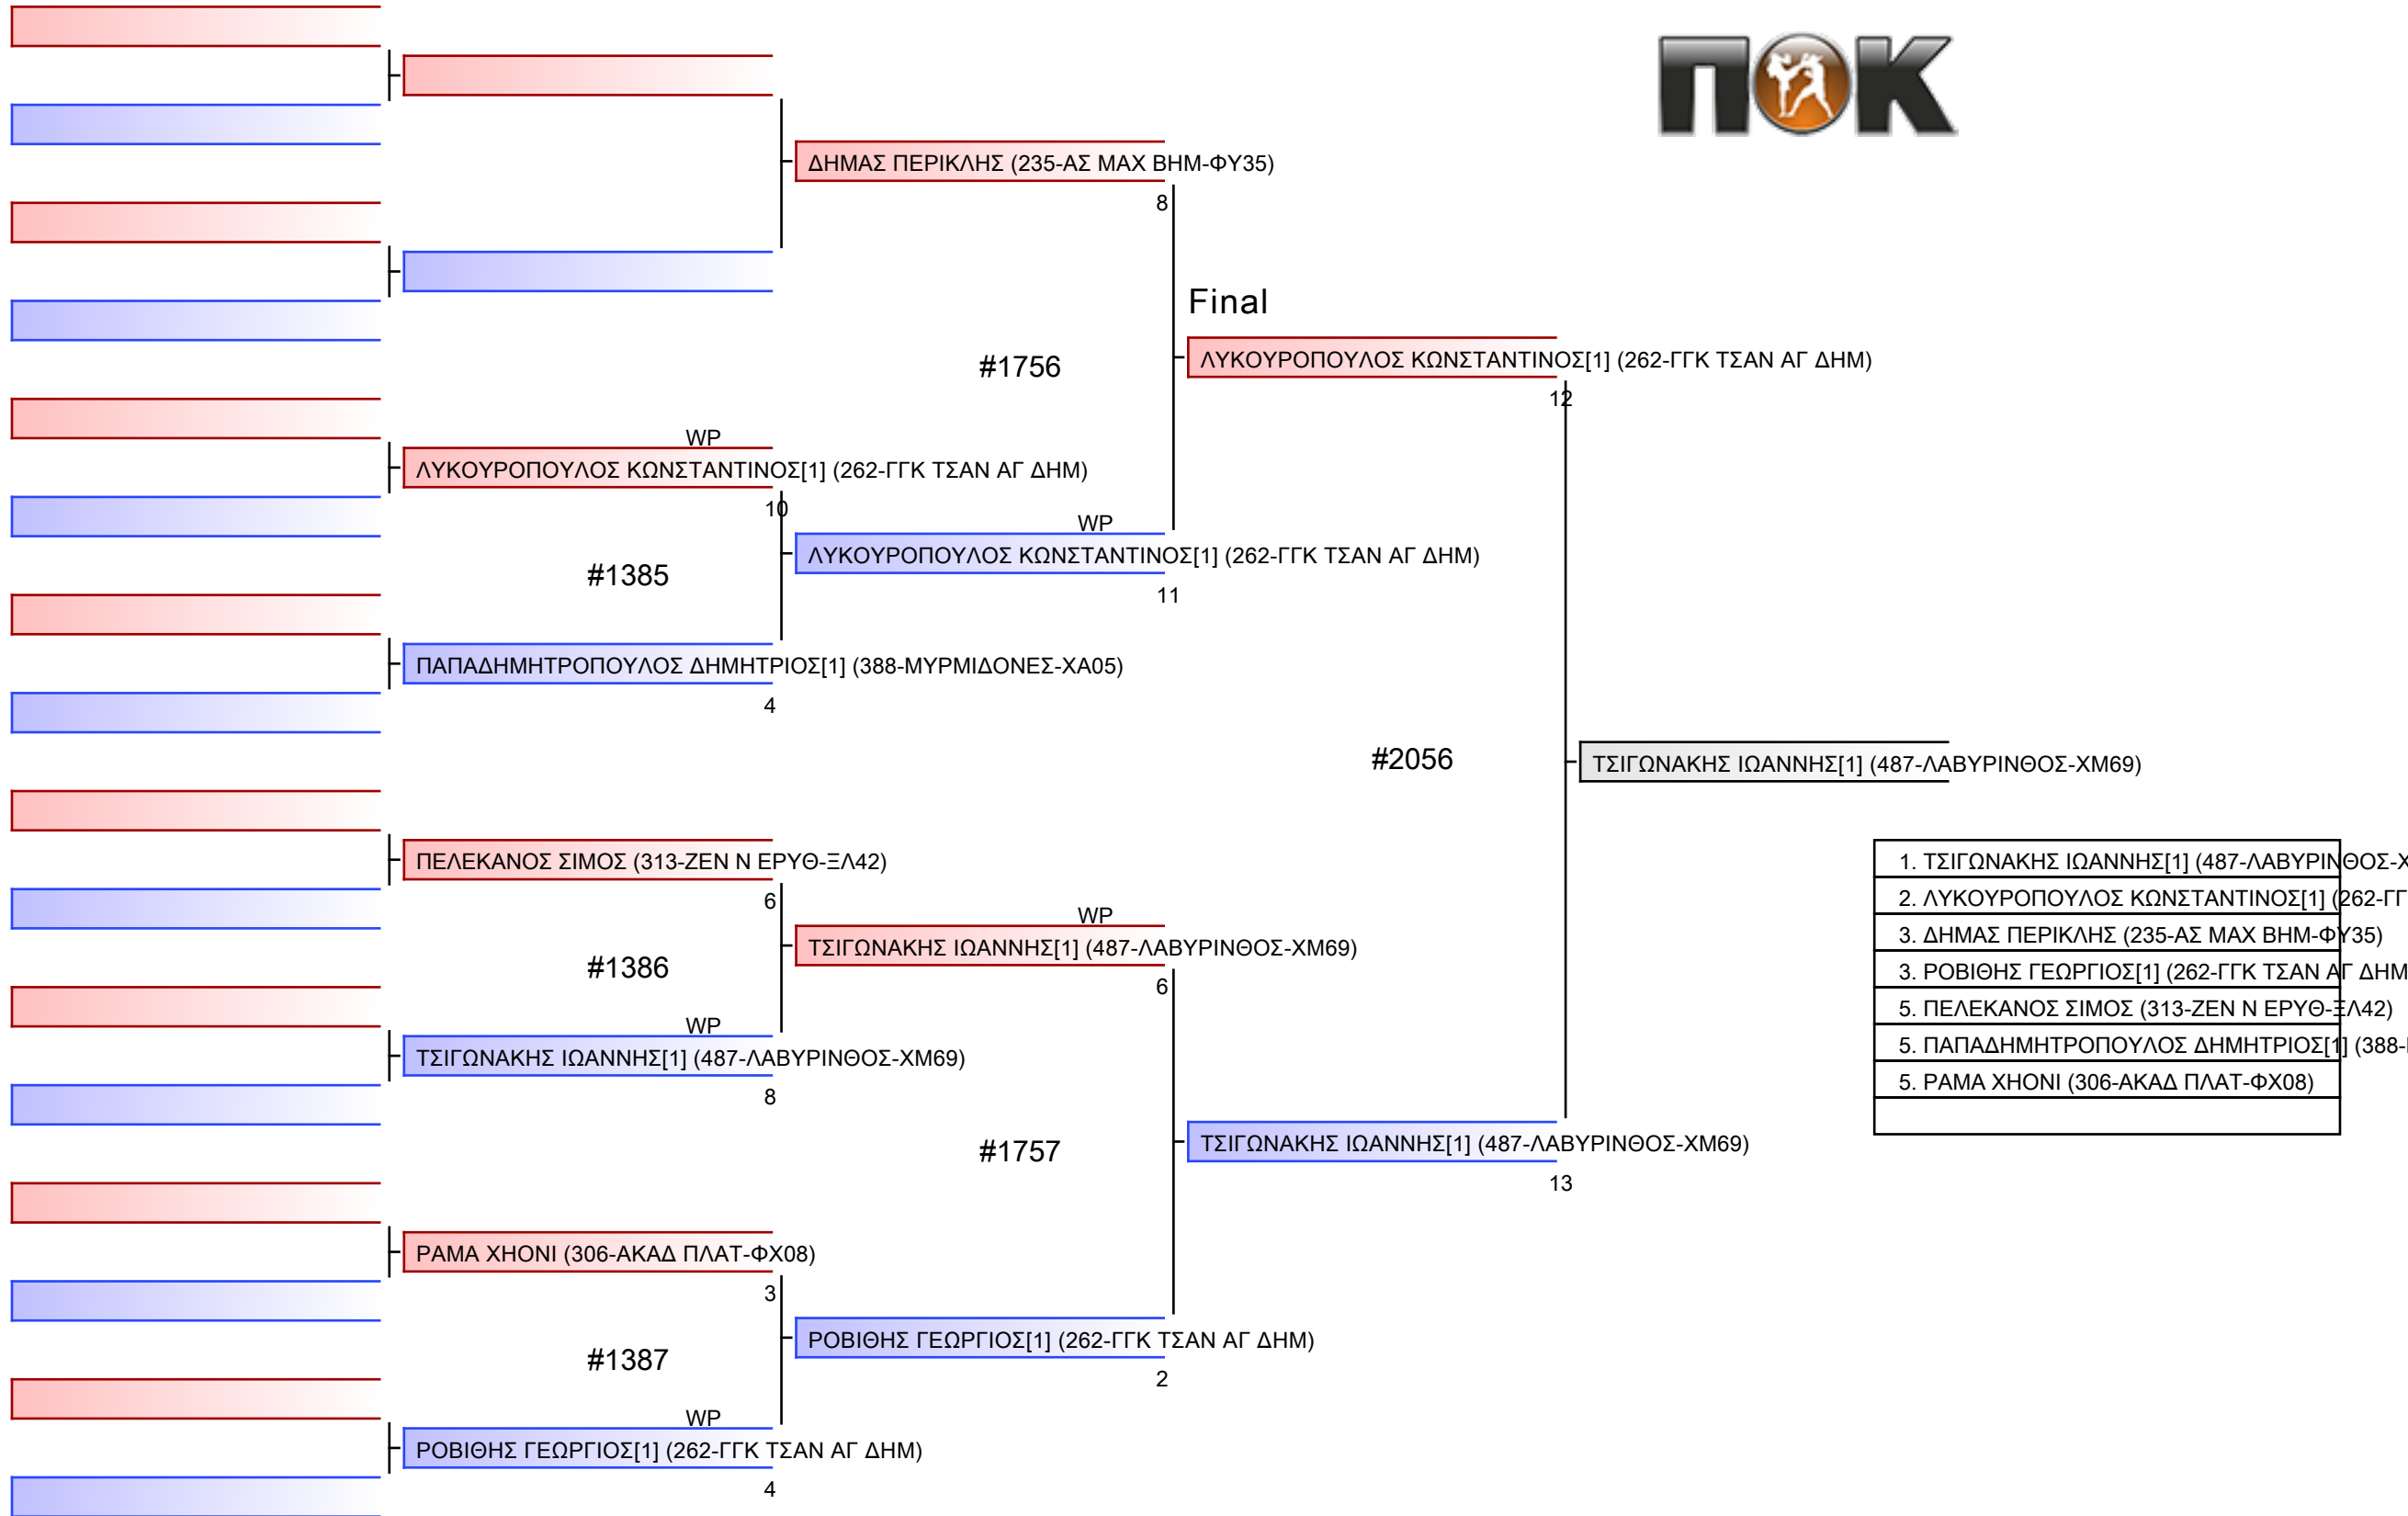 ΠΟΚ
ΔΗΜΑΣ ΠΕΡΙΚΛΗΣ (235-ΑΣ ΜΑΧ ΒΗΜ-ΦΥ35)
8
Final
#1756
ΛΥΚΟΥΡΟΠΟΥΛΟΣ ΚΩΝΣΤΑΝΤΙΝΟΣ[1] (262-ΓΓΚ ΤΣΑΝ ΑΓ ΔΗΜ)
12
WP
ΛΥΚΟΥΡΟΠΟΥΛΟΣ ΚΩΝΣΤΑΝΤΙΝΟΣ[1] (262-ΓΓΚ ΤΣΑΝ ΑΓ ΔΗΜ)
10
WP
ΛΥΚΟΥΡΟΠΟΥΛΟΣ ΚΩΝΣΤΑΝΤΙΝΟΣ[1] (262-ΓΓΚ ΤΣΑΝ ΑΓ ΔΗΜ)
#1385
11
ΠΑΠΑΔΗΜΗΤΡΟΠΟΥΛΟΣ ΔΗΜΗΤΡΙΟΣ[1] (388-ΜΥΡΜΙΔΟΝΕΣ-ΧΑ05)
4
#2056
ΤΣΙΓΩΝΑΚΗΣ ΙΩΑΝΝΗΣ[1] (487-ΛΑΒΥΡΙΝΘΟΣ-ΧΜ69)
ΠΕΛΕΚΑΝΟΣ ΣΙΜΟΣ (313-ΖΕΝ Ν ΕΡΥΘ-ΞΛ42)
6
WP
ΤΣΙΓΩΝΑΚΗΣ ΙΩΑΝΝΗΣ[1] (487-ΛΑΒΥΡΙΝΘΟΣ-ΧΜ69)
#1386
6
WP
ΤΣΙΓΩΝΑΚΗΣ ΙΩΑΝΝΗΣ[1] (487-ΛΑΒΥΡΙΝΘΟΣ-ΧΜ69)
8
#1757
ΤΣΙΓΩΝΑΚΗΣ ΙΩΑΝΝΗΣ[1] (487-ΛΑΒΥΡΙΝΘΟΣ-ΧΜ69)
13
ΡΑΜΑ ΧΗΟΝΙ (306-ΑΚΑΔ ΠΛΑΤ-ΦΧ08)
3
ΡΟΒΙΘΗΣ ΓΕΩΡΓΙΟΣ[1] (262-ΓΓΚ ΤΣΑΝ ΑΓ ΔΗΜ)
#1387
2
WP
ΡΟΒΙΘΗΣ ΓΕΩΡΓΙΟΣ[1] (262-ΓΓΚ ΤΣΑΝ ΑΓ ΔΗΜ)
4
1. ΤΣΙΓΩΝΑΚΗΣ ΙΩΑΝΝΗΣ[1] (487-ΛΑΒΥΡΙΝΘΟΣ-Χ
2. ΛΥΚΟΥΡΟΠΟΥΛΟΣ ΚΩΝΣΤΑΝΤΙΝΟΣ[1] (262-ΓΓ
3. ΔΗΜΑΣ ΠΕΡΙΚΛΗΣ (235-ΑΣ ΜΑΧ ΒΗΜ-ΦΥ35)
3. ΡΟΒΙΘΗΣ ΓΕΩΡΓΙΟΣ[1] (262-ΓΓΚ ΤΣΑΝ ΑΓ ΔΗΜ
5. ΠΕΛΕΚΑΝΟΣ ΣΙΜΟΣ (313-ΖΕΝ Ν ΕΡΥΘ-ΞΛ42)
5. ΠΑΠΑΔΗΜΗΤΡΟΠΟΥΛΟΣ ΔΗΜΗΤΡΙΟΣ[1] (388-
5. ΡΑΜΑ ΧΗΟΝΙ (306-ΑΚΑΔ ΠΛΑΤ-ΦΧ08)